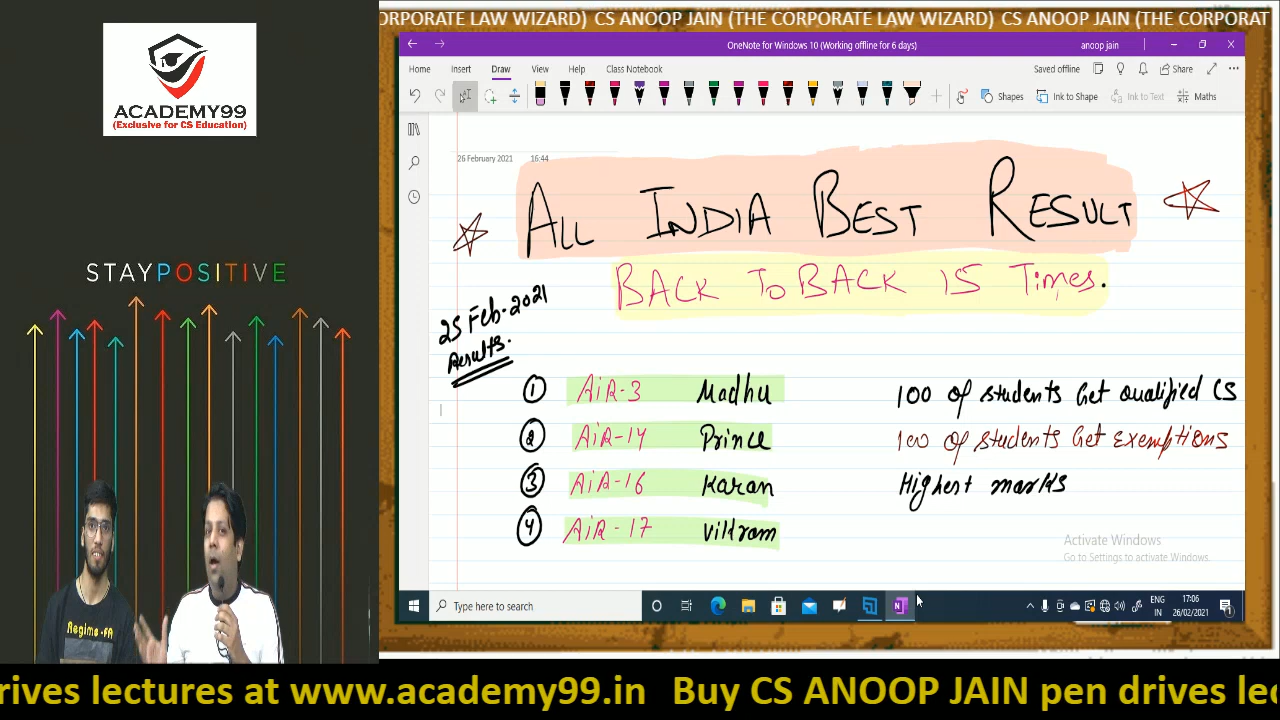 ORPORATE LAW WIZARD) CS ANOOP JAIN (THE CORPORATE LAW WIZARD) CS ANOOP JAIN (THE CORPORAT
ACADEMY99
(Exclusive for CS Education)
STAYPOSITIVE
Regime-FA
OneNote for Windows 10 (Working offline for 6 days)
anoop jain
Home Insert Draw View Help Class Notebook
Saved offline
Share
Shapes
Ink to Shape
Ink to Text
Maths
26 February 2021 16:44
ALL INDIA BEST RESULT
BACK TO BACK 15 Times.
25 Feb-2021
Results.
1 AiR-3 Madhu 100 of students Get qualified CS
2 AiR-14 Prince 100 of students Get exemptions
3 AiR-16 Karan Highest marks
4 AiR-17 Vikram
Activate Windows
Go to Settings to activate Windows.
Type here to search
ENG
IN
17:06
26/02/2021
rives lectures at www.academy99.in Buy CS ANOOP JAIN pen drives lec